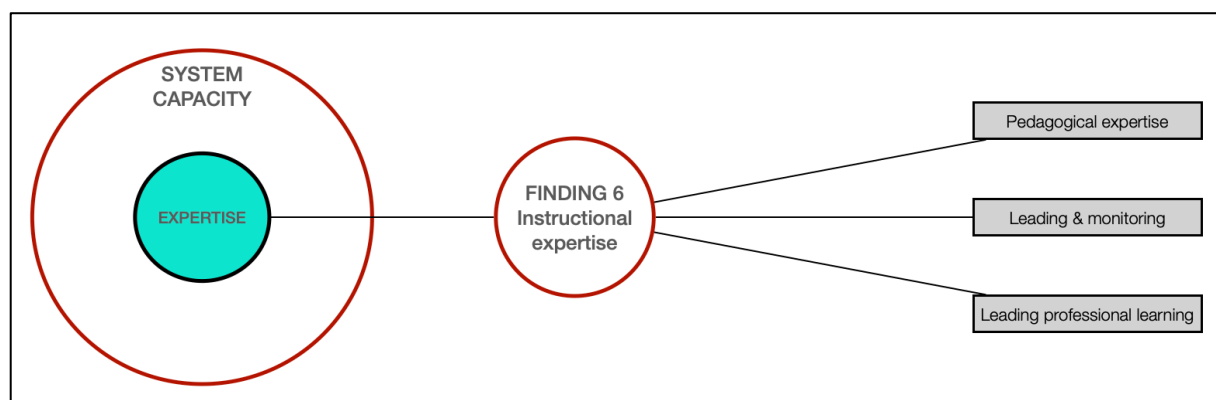 SYSTEM
CAPACITY
EXPERTISE
FINDING 6
Instructional
expertise
Pedagogical expertise
Leading & monitoring
Leading professional learning